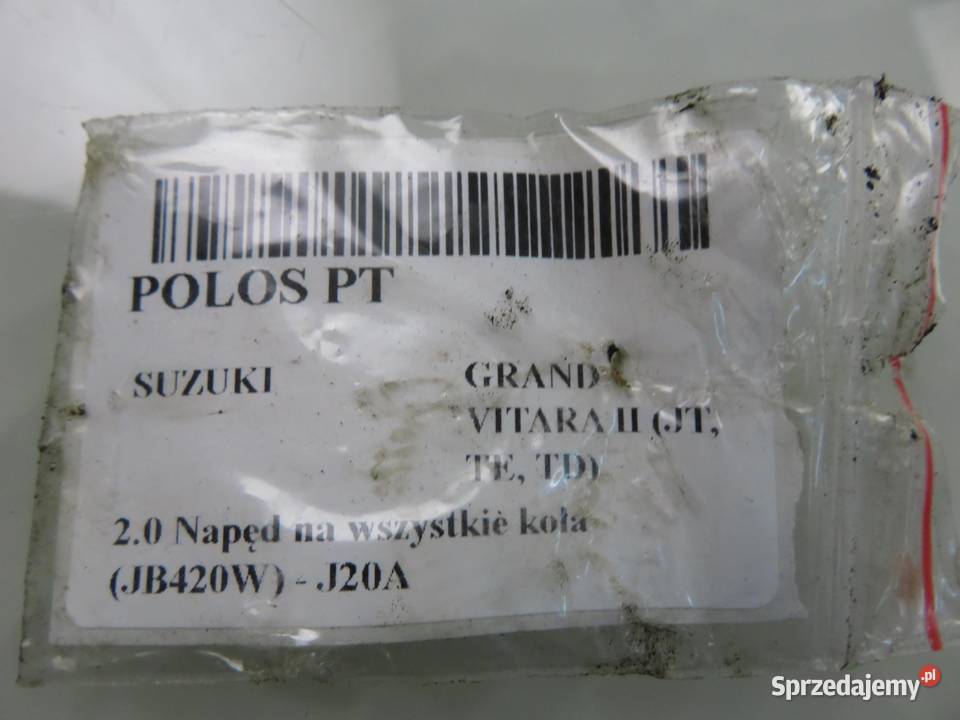 POLOS PT
SUZUKI
GRAND
VITARA II (JT,
TE, TD)
2.0 Napęd na wszystkie koła
(JB420W) - J20A
Sprzedajemy.pl